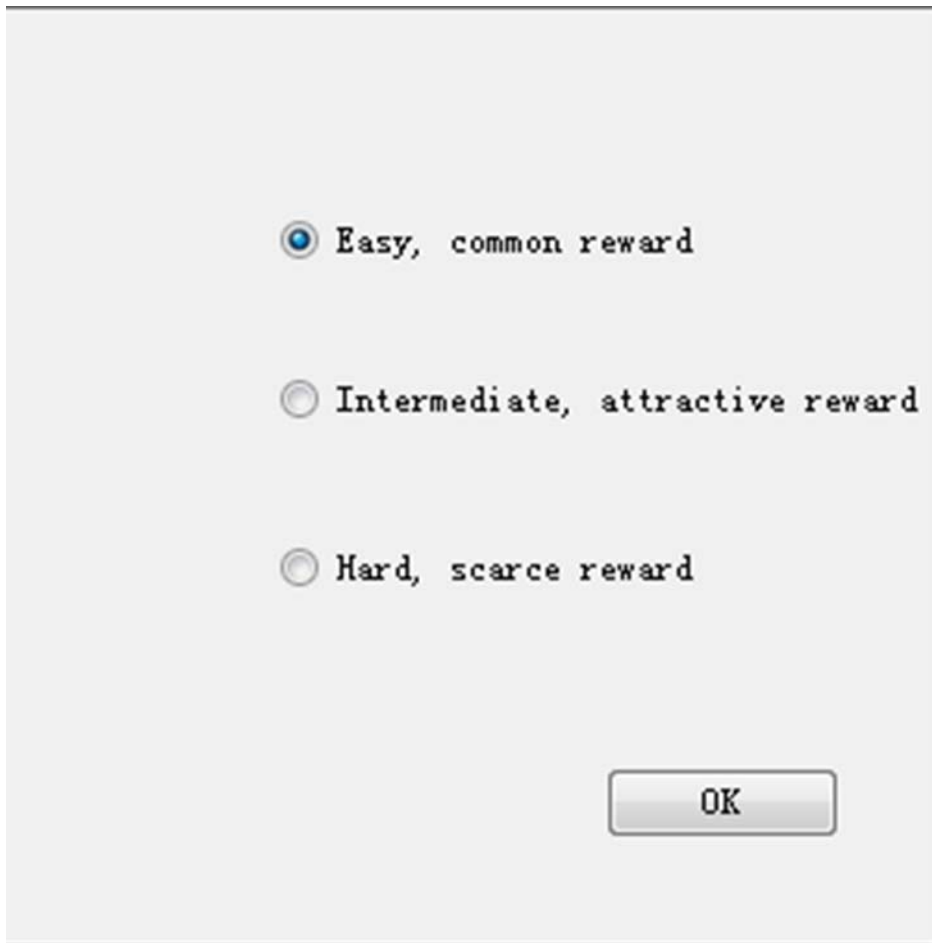 Easy, common reward
Intermediate, attractive reward
Hard, scarce reward
OK